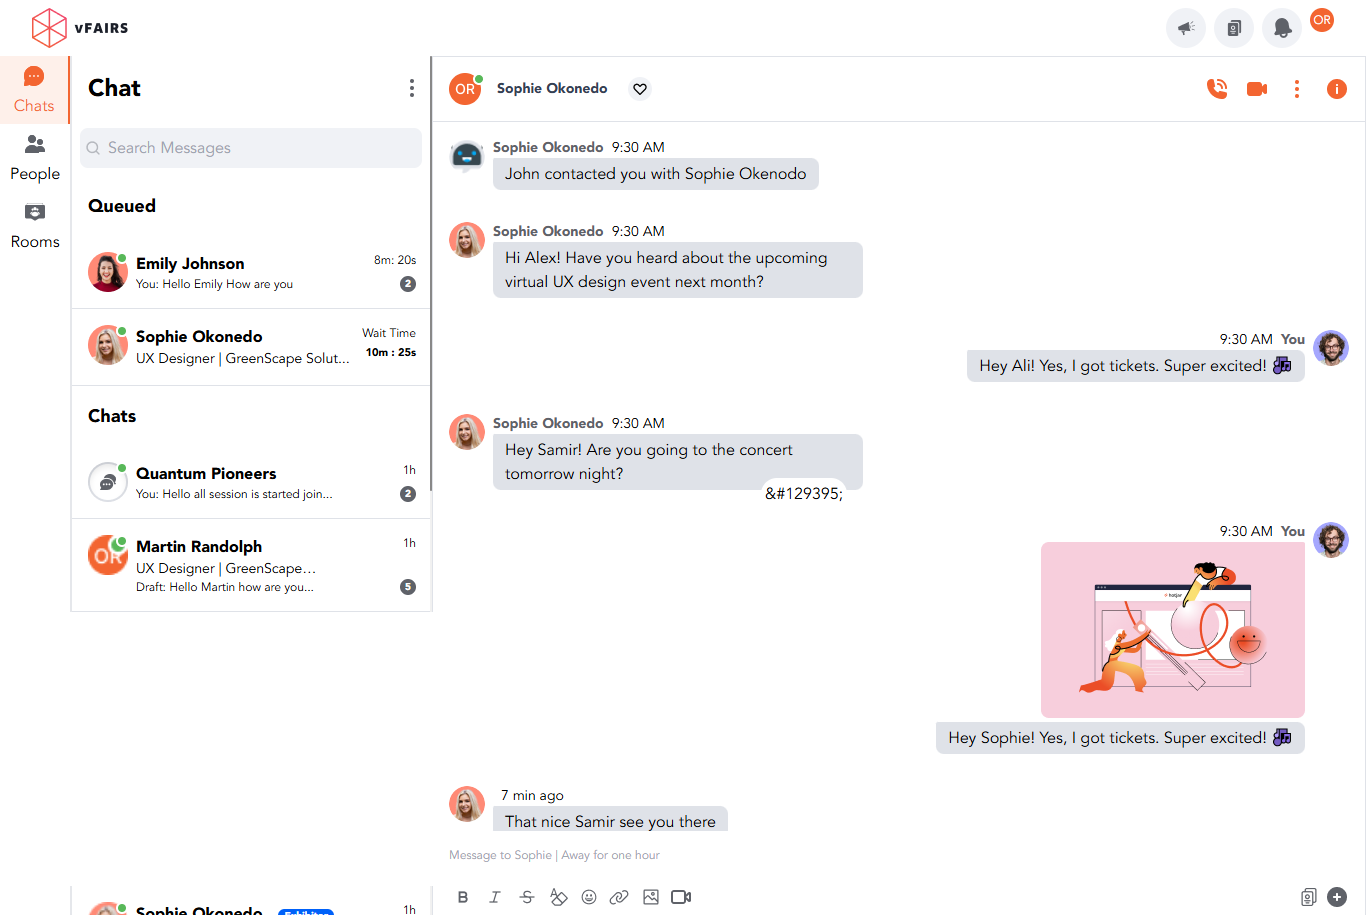 vFAIRS
OR
Chats
People
Rooms
Chat
Search Messages
Queued
Emily Johnson
8m: 20s
You: Hello Emily How are you
2
Sophie Okonedo
Wait Time
UX Designer | GreenScape Solut...
10m : 25s
Chats
Quantum Pioneers
1h
You: Hello all session is started join...
2
OR
Martin Randolph
1h
UX Designer | GreenScape...
Draft: Hello Martin how are you...
5
Sophie Okonedo
Exhibitor
1h
OR
Sophie Okonedo
Sophie Okonedo 9:30 AM
John contacted you with Sophie Okenodo
Sophie Okonedo 9:30 AM
Hi Alex! Have you heard about the upcoming
virtual UX design event next month?
9:30 AM You
Hey Ali! Yes, I got tickets. Super excited!
Sophie Okonedo 9:30 AM
Hey Samir! Are you going to the concert
tomorrow night?
&#129395;
9:30 AM You
hotjar
Hey Sophie! Yes, I got tickets. Super excited!
7 min ago
That nice Samir see you there
Message to Sophie | Away for one hour
B I S